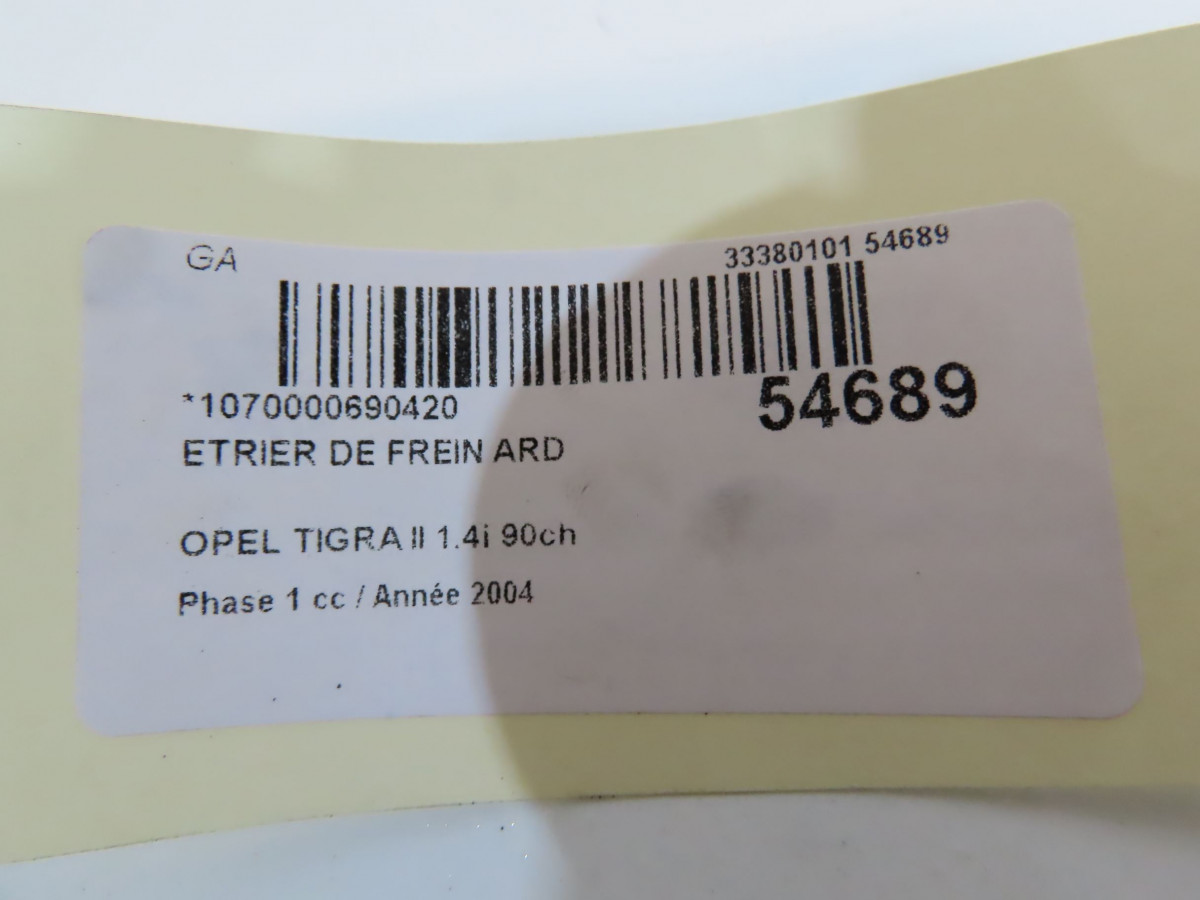 GA 33380101 54689
*1070000690420 54689
ETRIER DE FREIN ARD
OPEL TIGRA II 1.4i 90ch
Phase 1 cc / Année 2004